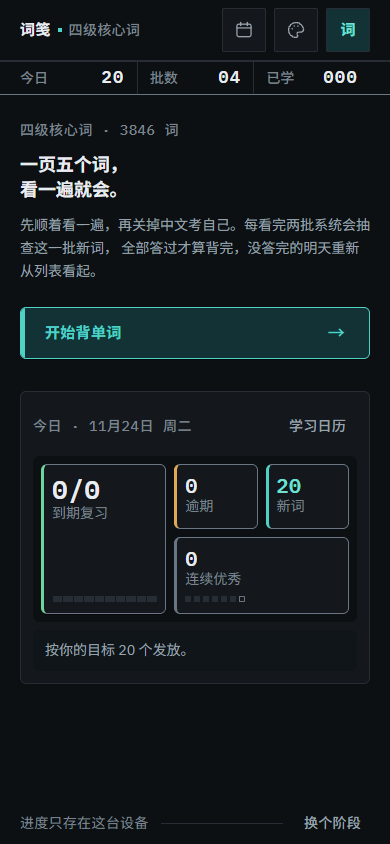 词笺 四级核心词 词
今日 20 批数 04 已学 000
四级核心词 · 3846 词
一页五个词，
看一遍就会。
先顺着看一遍，再关掉中文考自己。每看完两批系统会抽
查这一批新词， 全部答过才算背完，没答完的明天重新
从列表看起。
开始背单词 →
今日 · 11月24日 周二 学习日历
0/0
到期复习
0
逾期
20
新词
0
连续优秀
按你的目标 20 个发放。
进度只存在这台设备 换个阶段